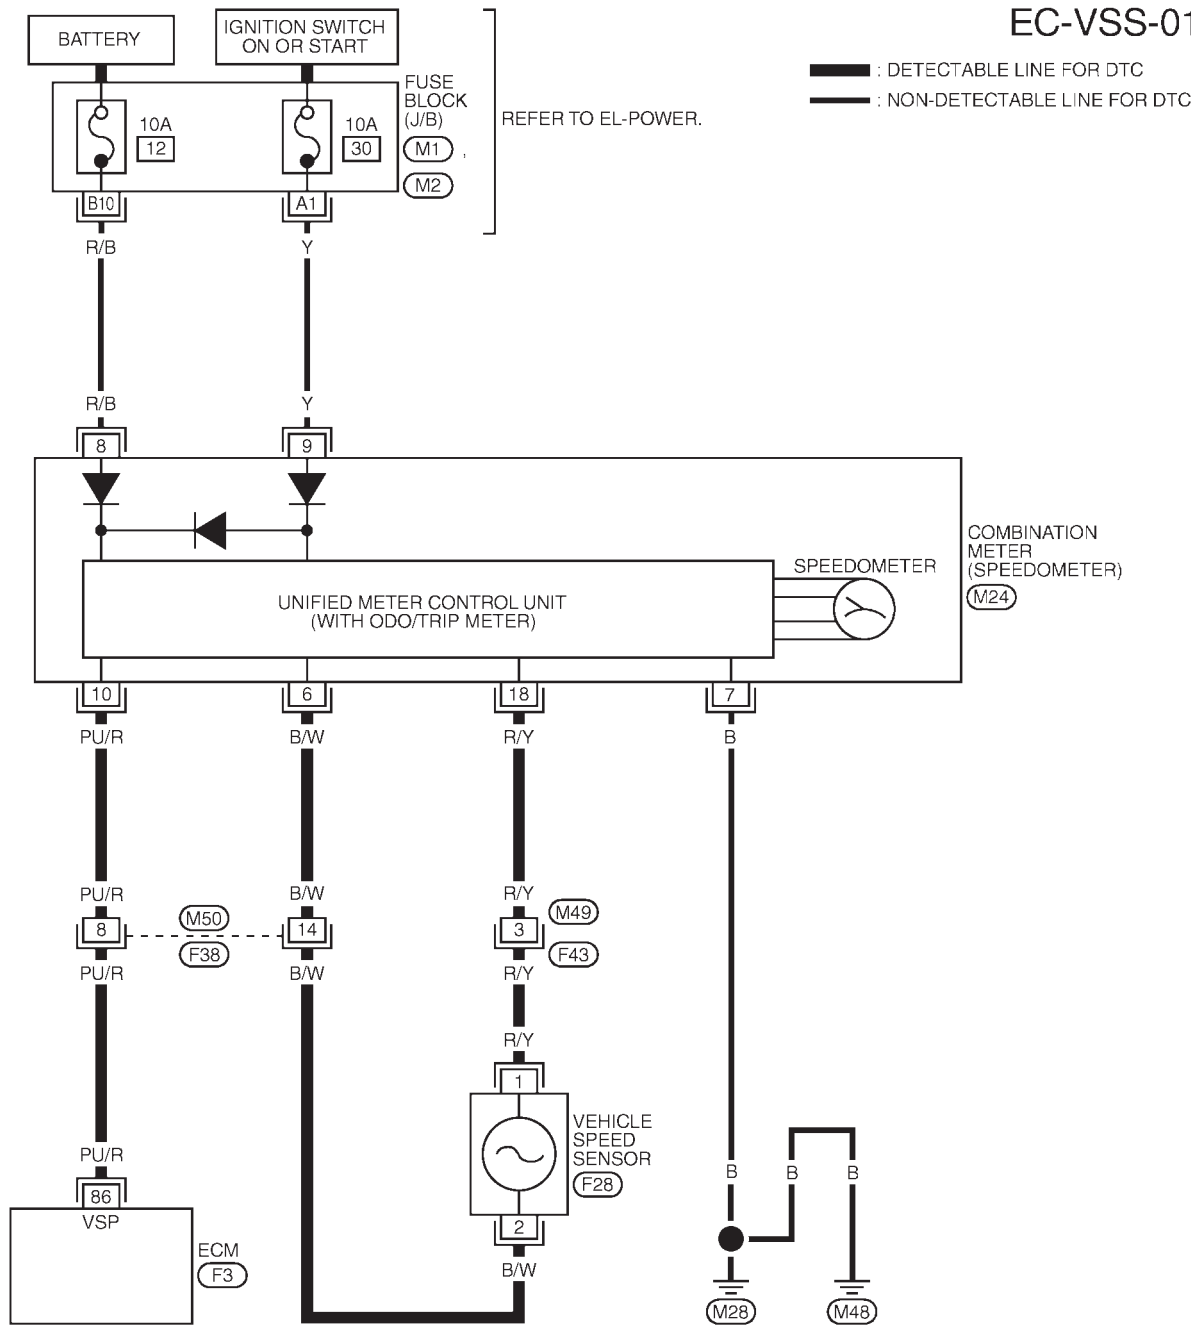 EC-VSS-01
BATTERY
IGNITION SWITCH
ON OR START
: DETECTABLE LINE FOR DTC
: NON-DETECTABLE LINE FOR DTC
FUSE
BLOCK
(J/B)
REFER TO EL-POWER.
10A
12
10A
30
M1 ,
M2
B10
A1
R/B
Y
R/B
Y
8
9
COMBINATION
METER
(SPEEDOMETER)
M24
SPEEDOMETER
UNIFIED METER CONTROL UNIT
(WITH ODO/TRIP METER)
10
6
18
7
PU/R
B/W
R/Y
B
PU/R
B/W
R/Y
8
M50
F38
14
3
M49
F43
PU/R
B/W
R/Y
R/Y
1
VEHICLE
SPEED
SENSOR
F28
2
B/W
PU/R
86
VSP
ECM
F3
B
B
B
M28
M48